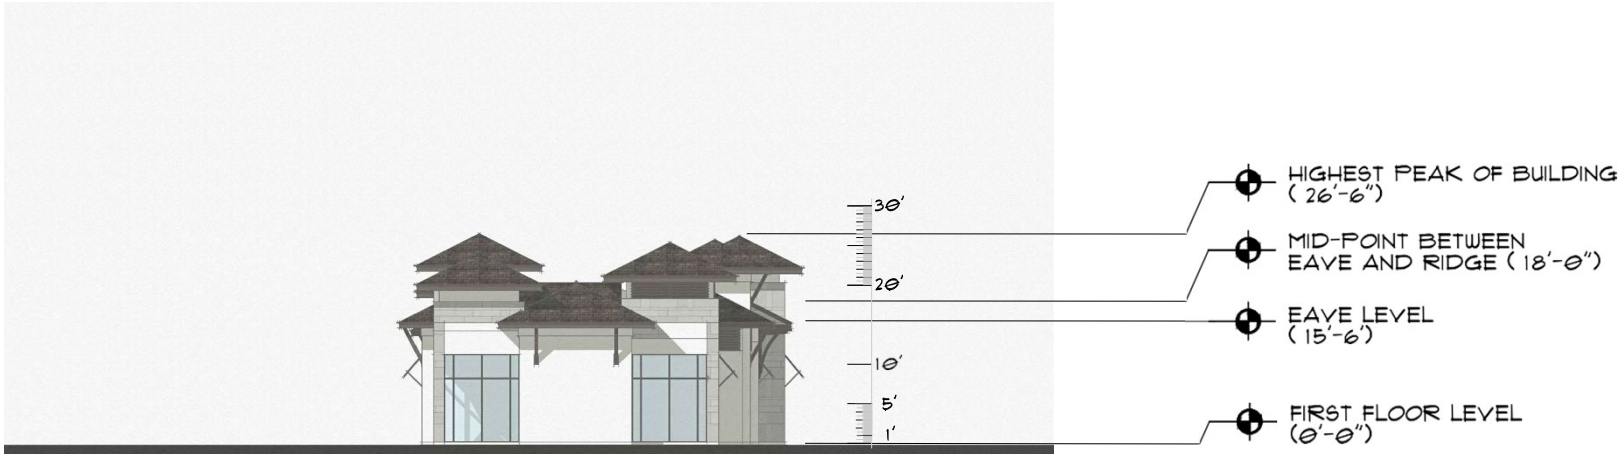 HIGHEST PEAK OF BUILDING
(26'-6")
30'
MID-POINT BETWEEN
EAVE AND RIDGE (18'-0")
20'
EAVE LEVEL
(15'-6')
10'
5'
FIRST FLOOR LEVEL
(0'-0")
1'